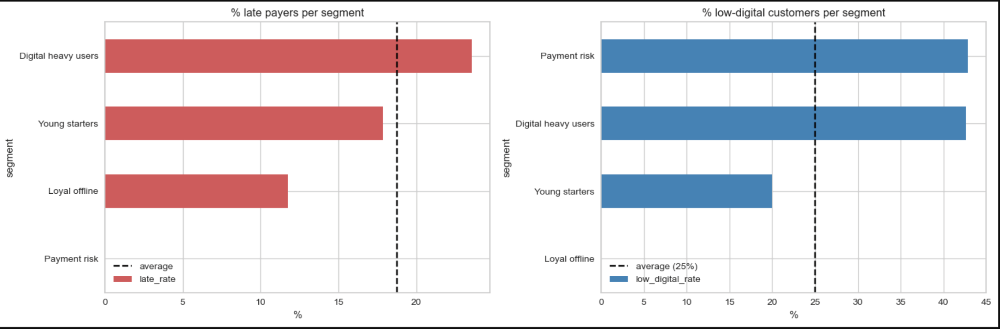 % late payers per segment
Digital heavy users
Young starters
Loyal offline
Payment risk
segment
average
late_rate
0 5 10 15 20
%
% low-digital customers per segment
Payment risk
Digital heavy users
Young starters
Loyal offline
segment
average (25%)
low_digital_rate
0 5 10 15 20 25 30 35 40 45
%